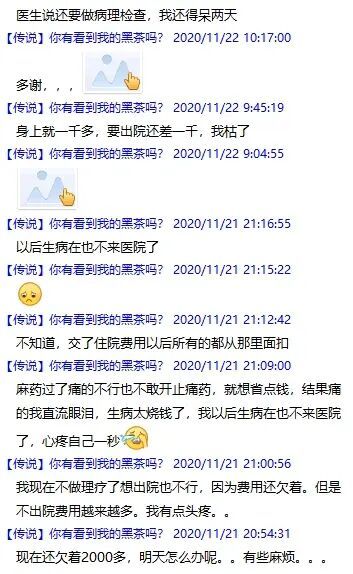 医生说还要做病理检查，我还得呆两天
【传说】你有看到我的黑茶吗？ 2020/11/22 10:17:00
多谢，，，
【传说】你有看到我的黑茶吗？ 2020/11/22 9:45:19
身上就一千多，要出院还差一千，我枯了
【传说】你有看到我的黑茶吗？ 2020/11/22 9:04:55
【传说】你有看到我的黑茶吗？ 2020/11/21 21:16:55
以后生病在也不来医院了
【传说】你有看到我的黑茶吗？ 2020/11/21 21:15:22
【传说】你有看到我的黑茶吗？ 2020/11/21 21:12:42
不知道，交了住院费用以后所有的都从那里面扣
【传说】你有看到我的黑茶吗？ 2020/11/21 21:09:00
麻药过了痛的不行也不敢开止痛药，就想省点钱，结果痛
的我直流眼泪，生病太烧钱了，我以后生病在也不来医院
了，心疼自己一秒
【传说】你有看到我的黑茶吗？ 2020/11/21 21:00:56
我现在不做理疗了想出院也不行，因为费用还欠着。但是
不出院费用越来越多。我有点头疼。。
【传说】你有看到我的黑茶吗？ 2020/11/21 20:54:31
现在还欠着2000多，明天怎么办呢。。有些麻烦。。。